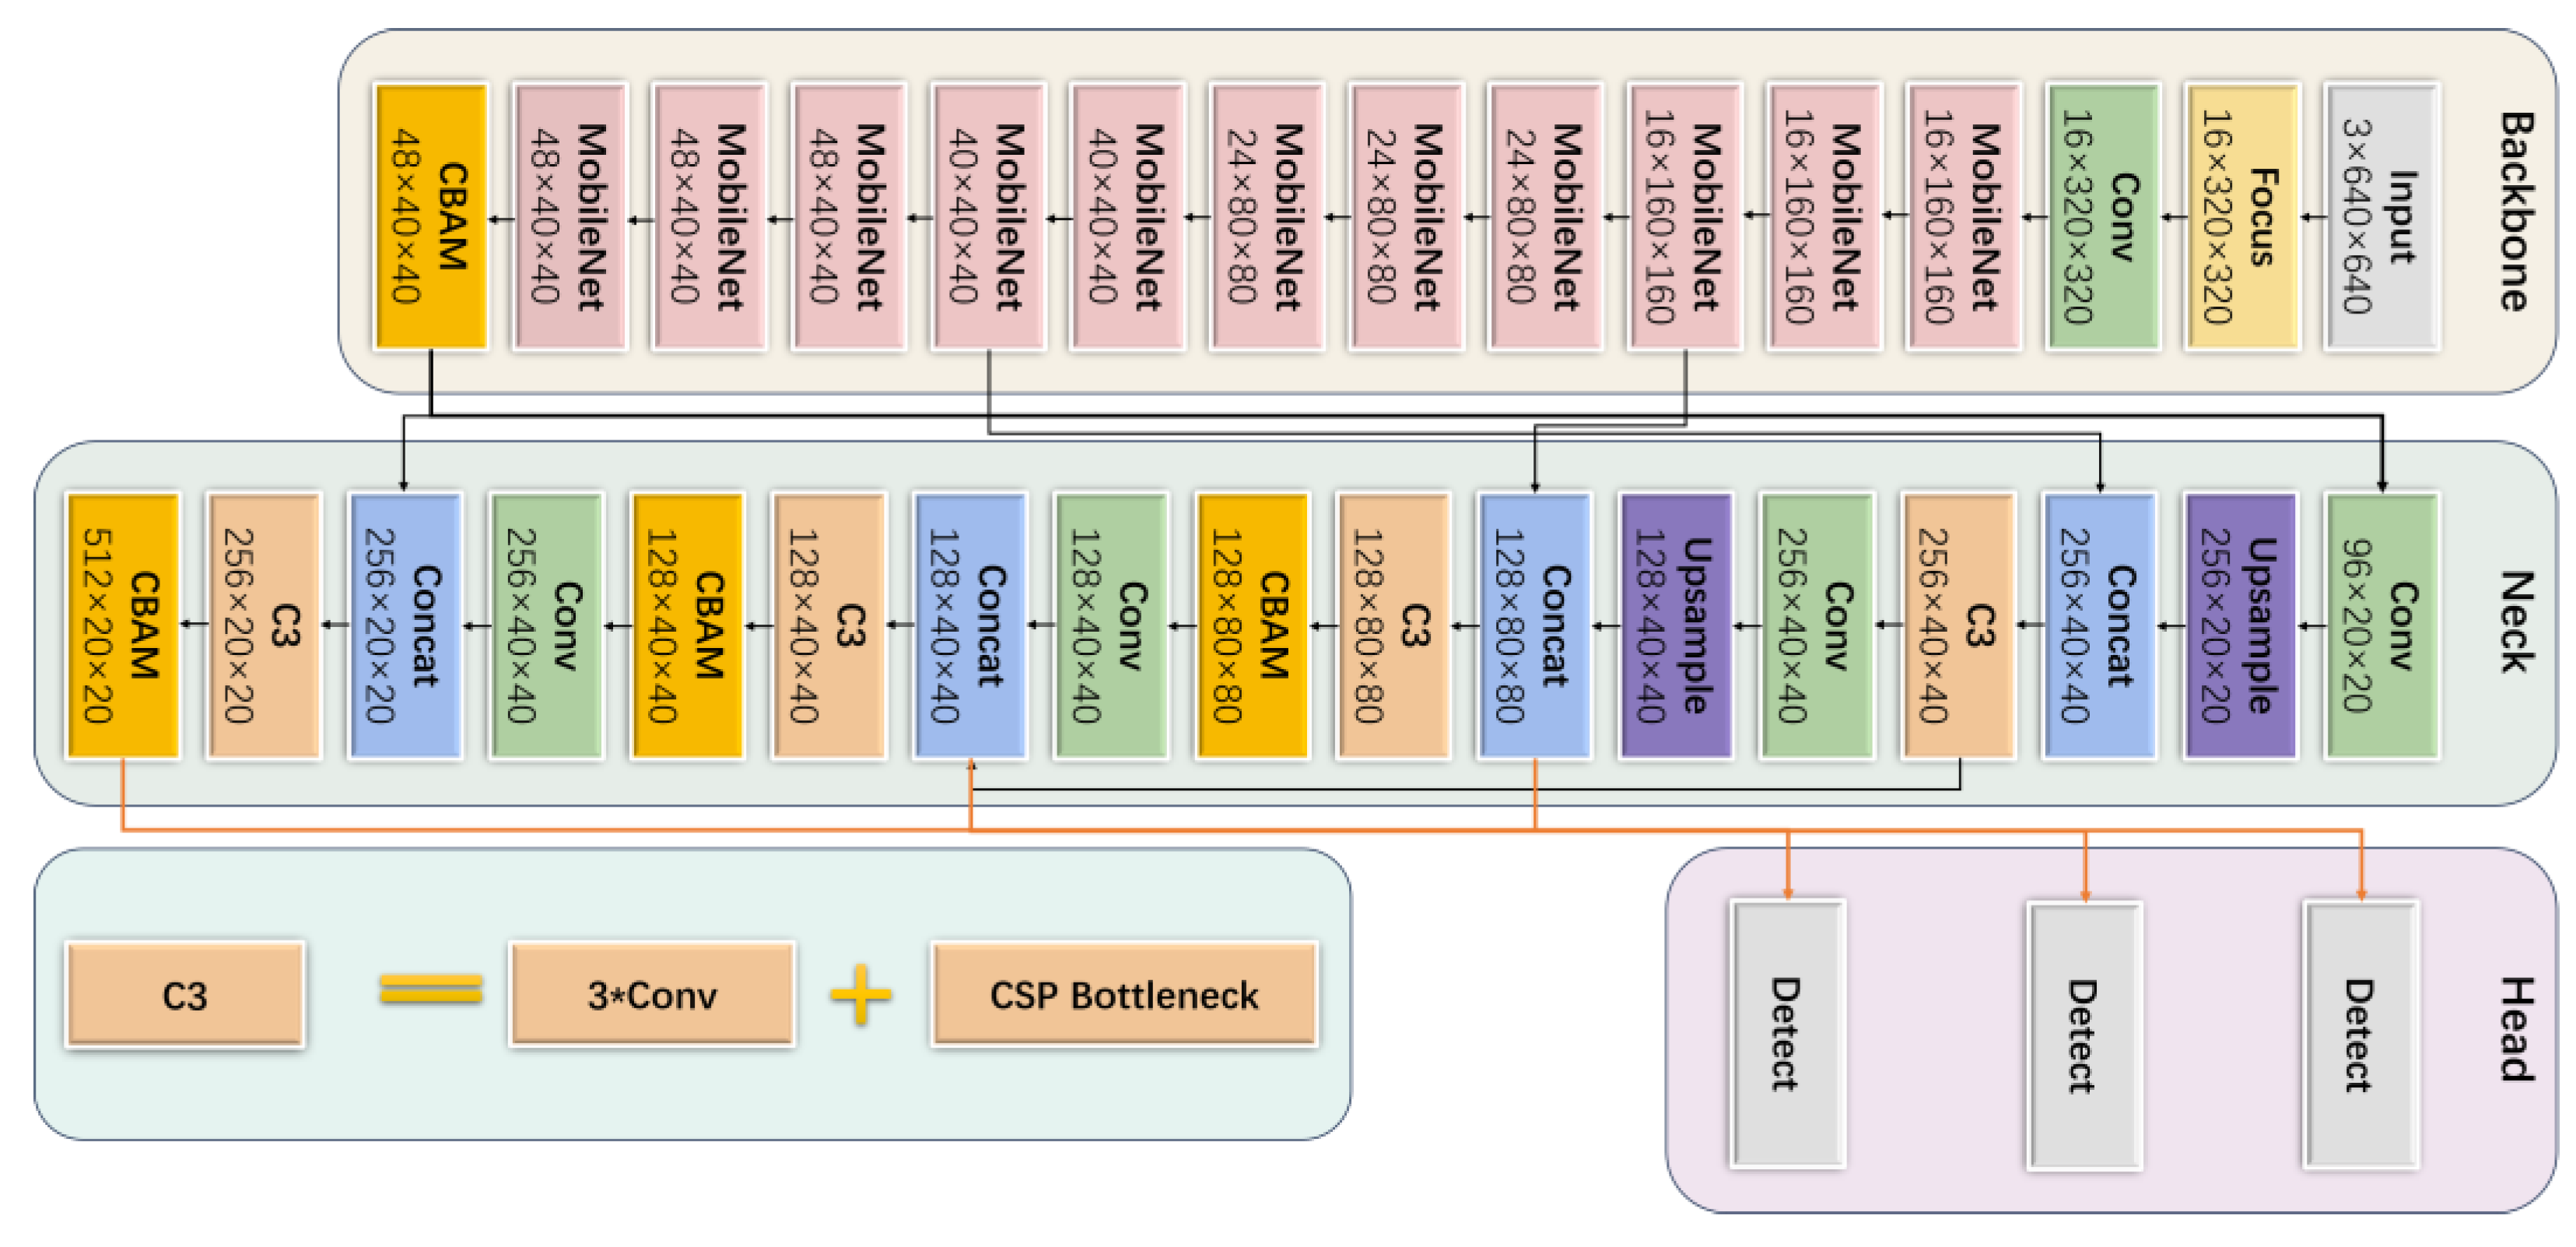 Backbone
Input
3×640×640
Focus
16×320×320
Conv
16×320×320
MobileNet
16×160×160
MobileNet
16×160×160
MobileNet
16×160×160
MobileNet
24×80×80
MobileNet
24×80×80
MobileNet
24×80×80
MobileNet
40×40×40
MobileNet
40×40×40
MobileNet
48×40×40
MobileNet
48×40×40
MobileNet
48×40×40
CBAM
48×40×40
Neck
Conv
96×20×20
Upsample
256×20×20
Concat
256×40×40
C3
256×40×40
Conv
256×40×40
Upsample
128×40×40
Concat
128×80×80
C3
128×80×80
CBAM
128×80×80
Conv
128×40×40
Concat
128×40×40
C3
128×40×40
CBAM
128×40×40
Conv
256×40×40
Concat
256×20×20
C3
256×20×20
CBAM
512×20×20
Head
Detect
Detect
Detect
C3 = 3*Conv + CSP Bottleneck